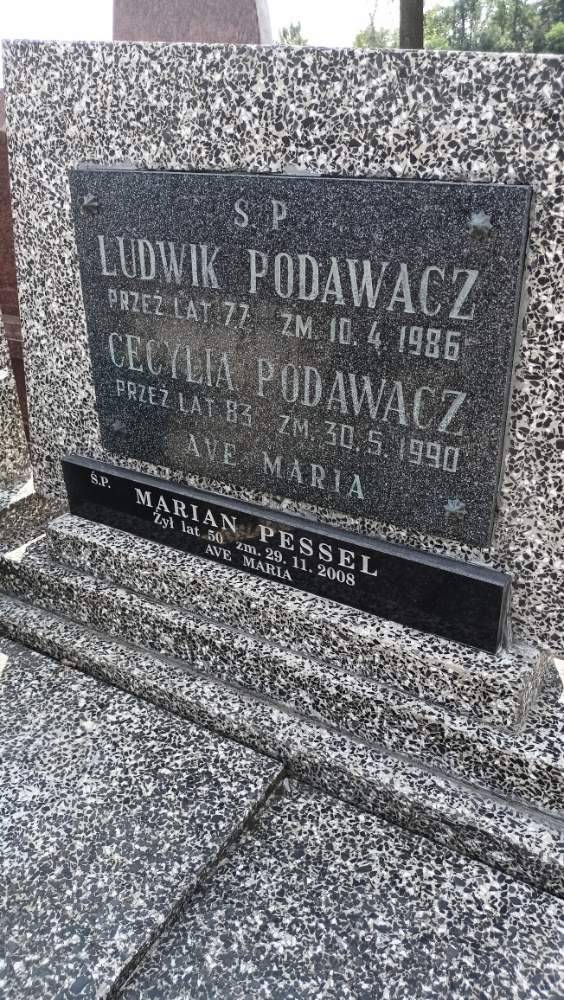 Ś P
LUDWIK PODAWACZ
PRZEŻ LAT 77 ZM. 10.4.1986
CECYLIA PODAWACZ
PRZEŻ LAT 83 ZM. 30.5.1990
AVE MARIA
Ś.P.
MARIAN PESSEL
Żył lat 50 zm. 29.11.2008
AVE MARIA